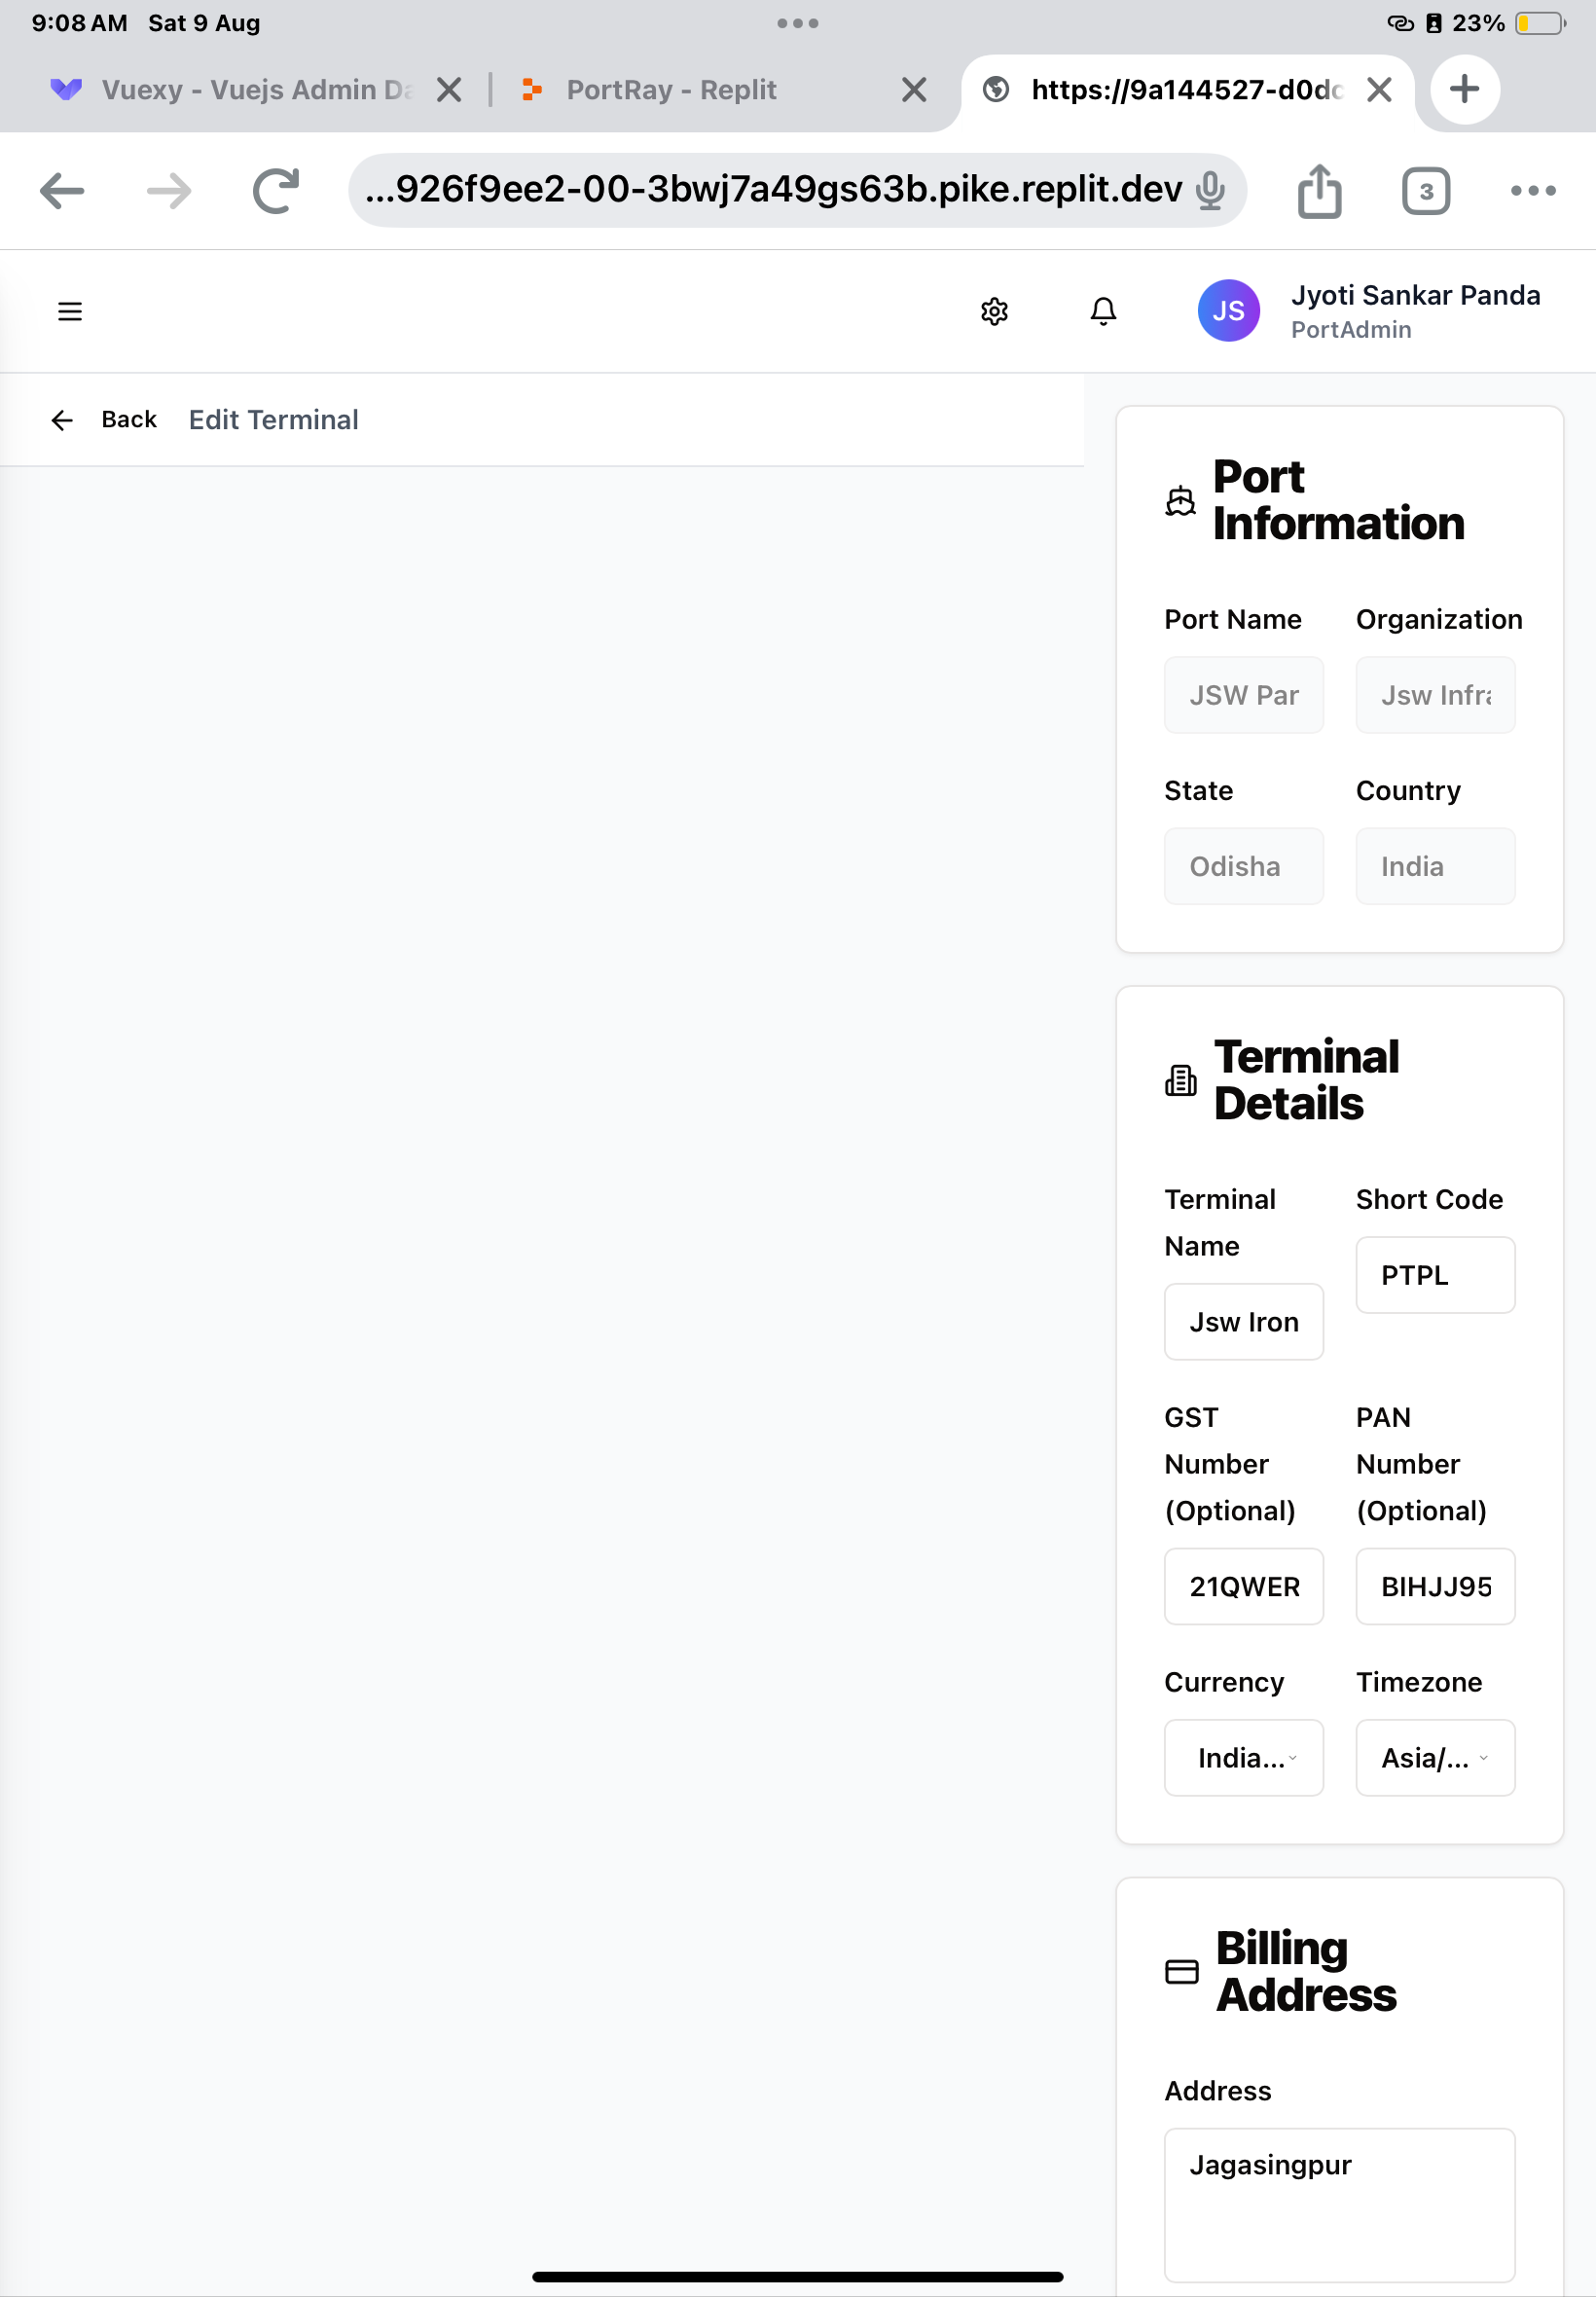 9:08 AM Sat 9 Aug
23%
Vuexy - Vuejs Admin Da
PortRay - Replit
https://9a144527-d0dc
...926f9ee2-00-3bwj7a49gs63b.pike.replit.dev
3
JS
Jyoti Sankar Panda
PortAdmin
Back Edit Terminal
Port
Information
Port Name Organization
JSW Par Jsw Infra
State Country
Odisha India
Terminal
Details
Terminal
Name
Short Code
Jsw Iron
PTPL
GST
Number
(Optional)
PAN
Number
(Optional)
21QWER BIHJJ95
Currency Timezone
India... Asia/...
Billing
Address
Address
Jagasingpur